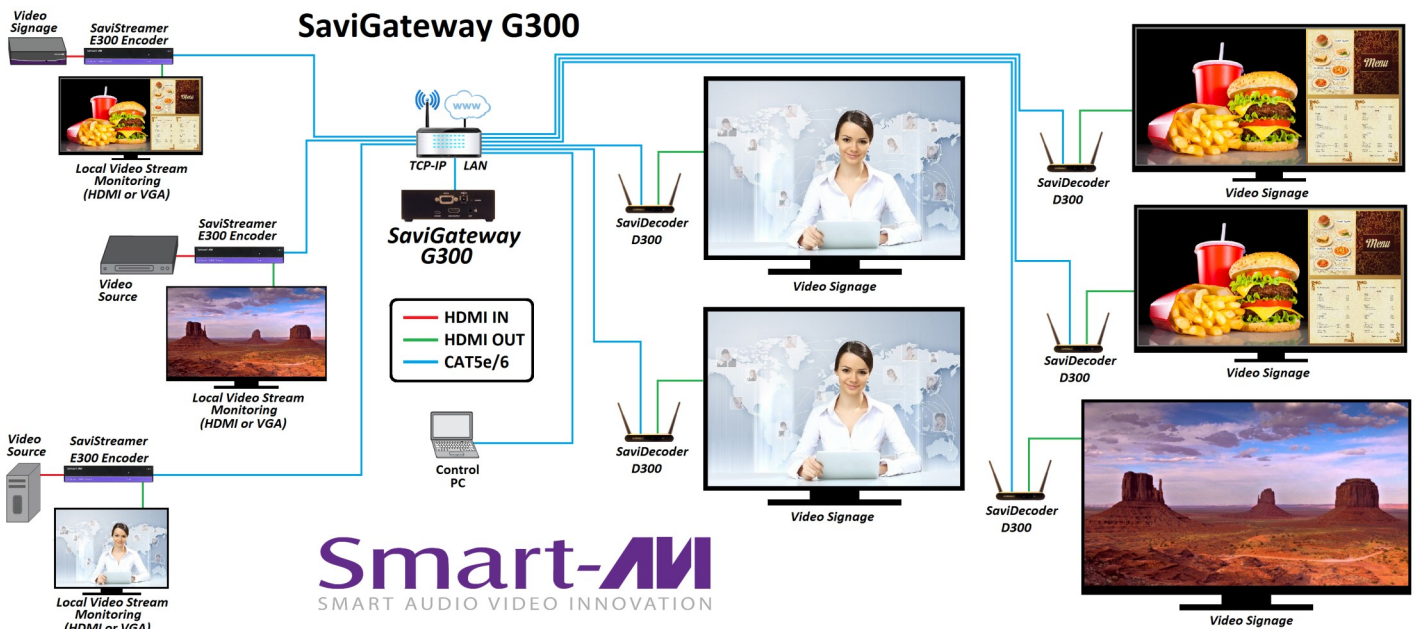 SaviGateway G300
Video
Signage
SaviStreamer
E300 Encoder
Local Video Stream
Monitoring
(HDMI or VGA)
SaviStreamer
E300 Encoder
Video
Source
Local Video Stream
Monitoring
(HDMI or VGA)
Video
Source
SaviStreamer
E300 Encoder
Local Video Stream
Monitoring
(HDMI or VGA)
www
TCP-IP LAN
SaviGateway
G300
HDMI IN
HDMI OUT
CAT5e/6
Control
PC
SaviDecoder
D300
Video Signage
SaviDecoder
D300
Video Signage
Menu
SaviDecoder
D300
Video Signage
Menu
SaviDecoder
D300
Video Signage
SaviDecoder
D300
Video Signage
Smart-AVI
SMART AUDIO VIDEO INNOVATION